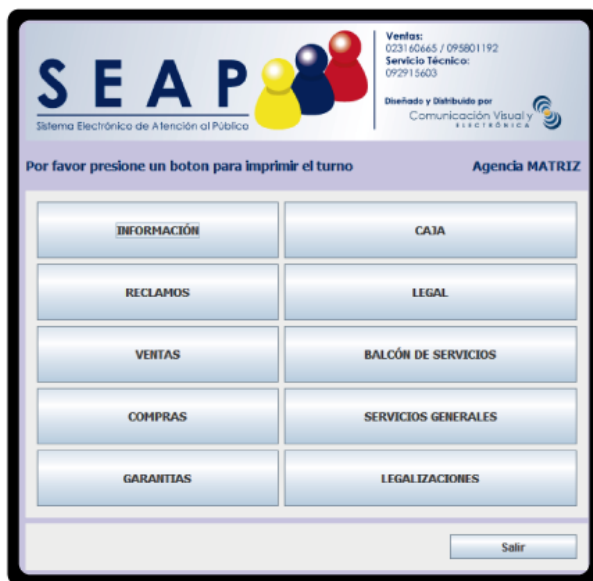 SEAP
Sistema Electrónico de Atención al Público
Ventas:
023160665 / 095801192
Servicio Técnico:
092915603
Diseñado y Distribuido por
Comunicación Visual y
ELECTRÓNICA
Por favor presione un boton para imprimir el turno
Agencia MATRIZ
INFORMACIÓN
CAJA
RECLAMOS
LEGAL
VENTAS
BALCÓN DE SERVICIOS
COMPRAS
SERVICIOS GENERALES
GARANTIAS
LEGALIZACIONES
Salir